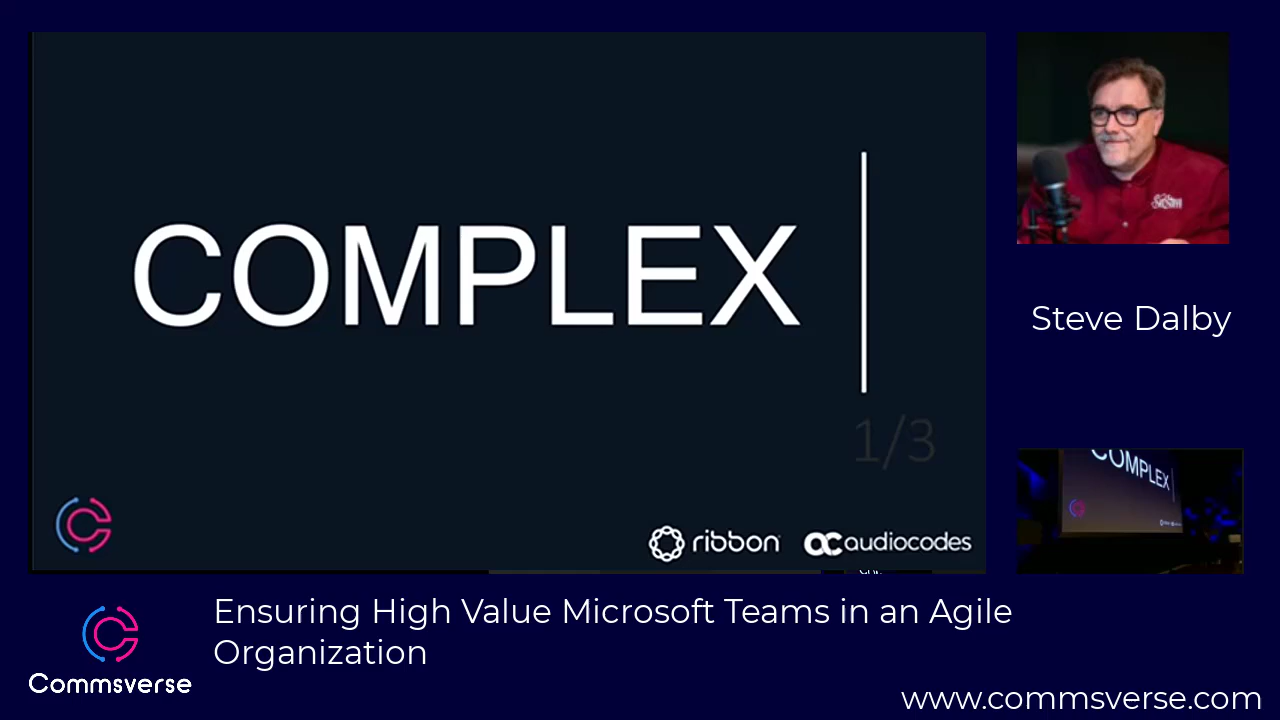 COMPLEX
1/3
ribbon
audiocodes
Steve Dalby
COMPLEX
Ensuring High Value Microsoft Teams in an Agile
Organization
Commsverse
www.commsverse.com